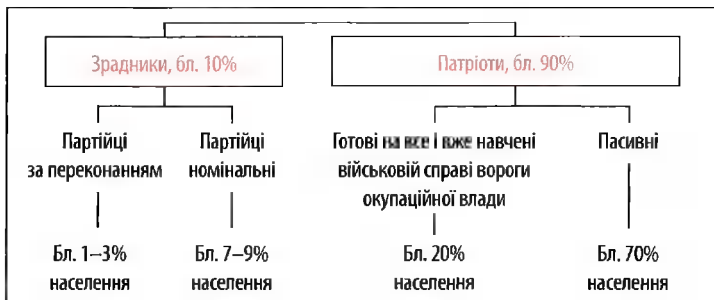 Зрадники, бл. 10%
Патріоти, бл. 90%
Партійці
за переконанням
Партійці
номінальні
Готові на все і вже навчені
військовій справі вороги
окупаційної влади
Пасивні
Бл. 1–3%
населення
Бл. 7–9%
населення
Бл. 20%
населення
Бл. 70%
населення